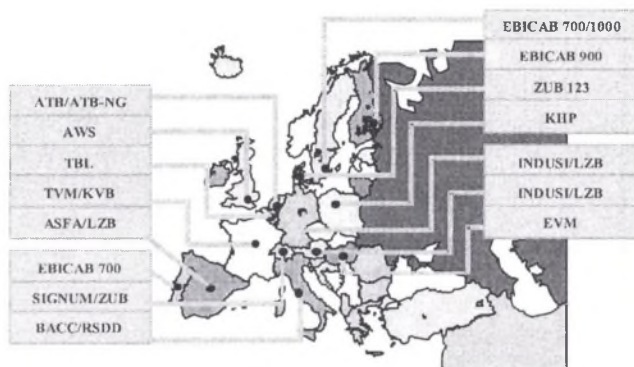 EBICAB 700/1000
EBICAB 900
ZUB 123
KHP
INDUSI/LZB
INDUSI/LZB
EVM
ATB/ATB-NG
AWS
TBL
TVM/KVB
ASFA/LZB
EBICAB 700
SIGNUM/ZUB
BACC/RSDD